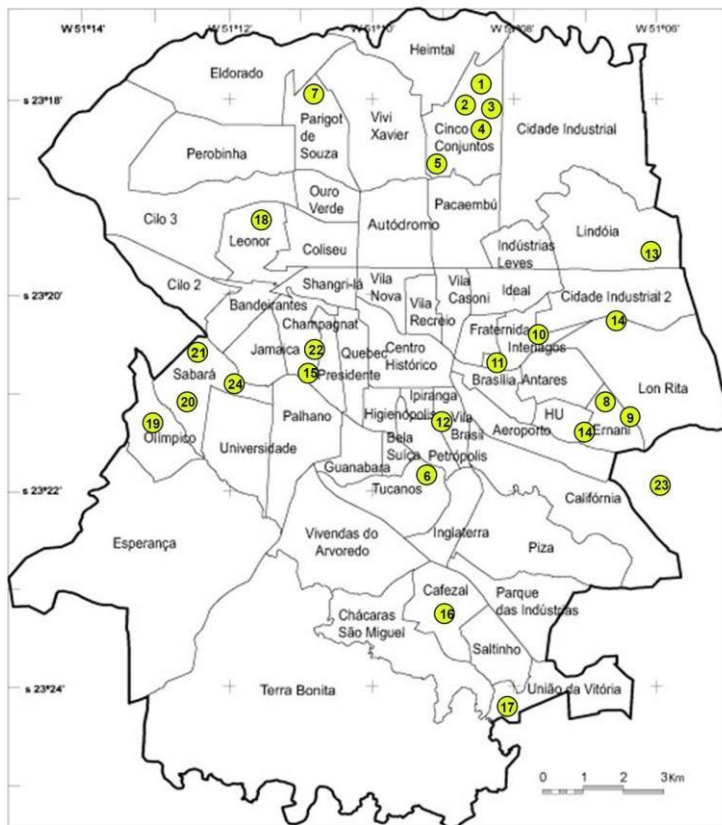 W 51°14'
W 51°12'
W 51°10'
W 51°08'
W 51°06'
Heimtal
Eldorado
1
S 23°18'
7
2
3
Parigot
de
Souza
Vivi
Xavier
Cinco
4
Conjuntos
Cidade Industrial
Perobinha
5
Ouro
Verde
Pacaembú
Cilo 3
18
Leonor
Autódromo
Lindóia
Coliseu
Indústrias
Leves
13
Cilo 2
Shangri-lá
Vila
Nova
Vila
Casoni
Ideal
S 23°20'
Cidade Industrial 2
Bandeirantes
Vila
Recreio
14
Champagnat
Fraternida
10
Jamaica
22
Quebec
Centro
Histórico
Intenagos
21
11
Sabará
15
Presidente
Brasília
Antares
24
Lon Rita
Ipiranga
20
Palhano
Higienópolis
Vila
Brasil
8
19
12
HU
9
Olímpico
Universidade
Bela
Suíça
Aeroporto
14
Ernani
Petrópolis
Guanabara
6
S 23°22'
Tucanos
23
Califórnia
Vivendas do
Arvoredo
Inglaterra
Esperança
Piza
Cafezal
Parque
das Indústrias
16
Chácaras
São Miguel
Saltinho
S 23°24'
Terra Bonita
União da Vitória
17
0 1 2 3 Km